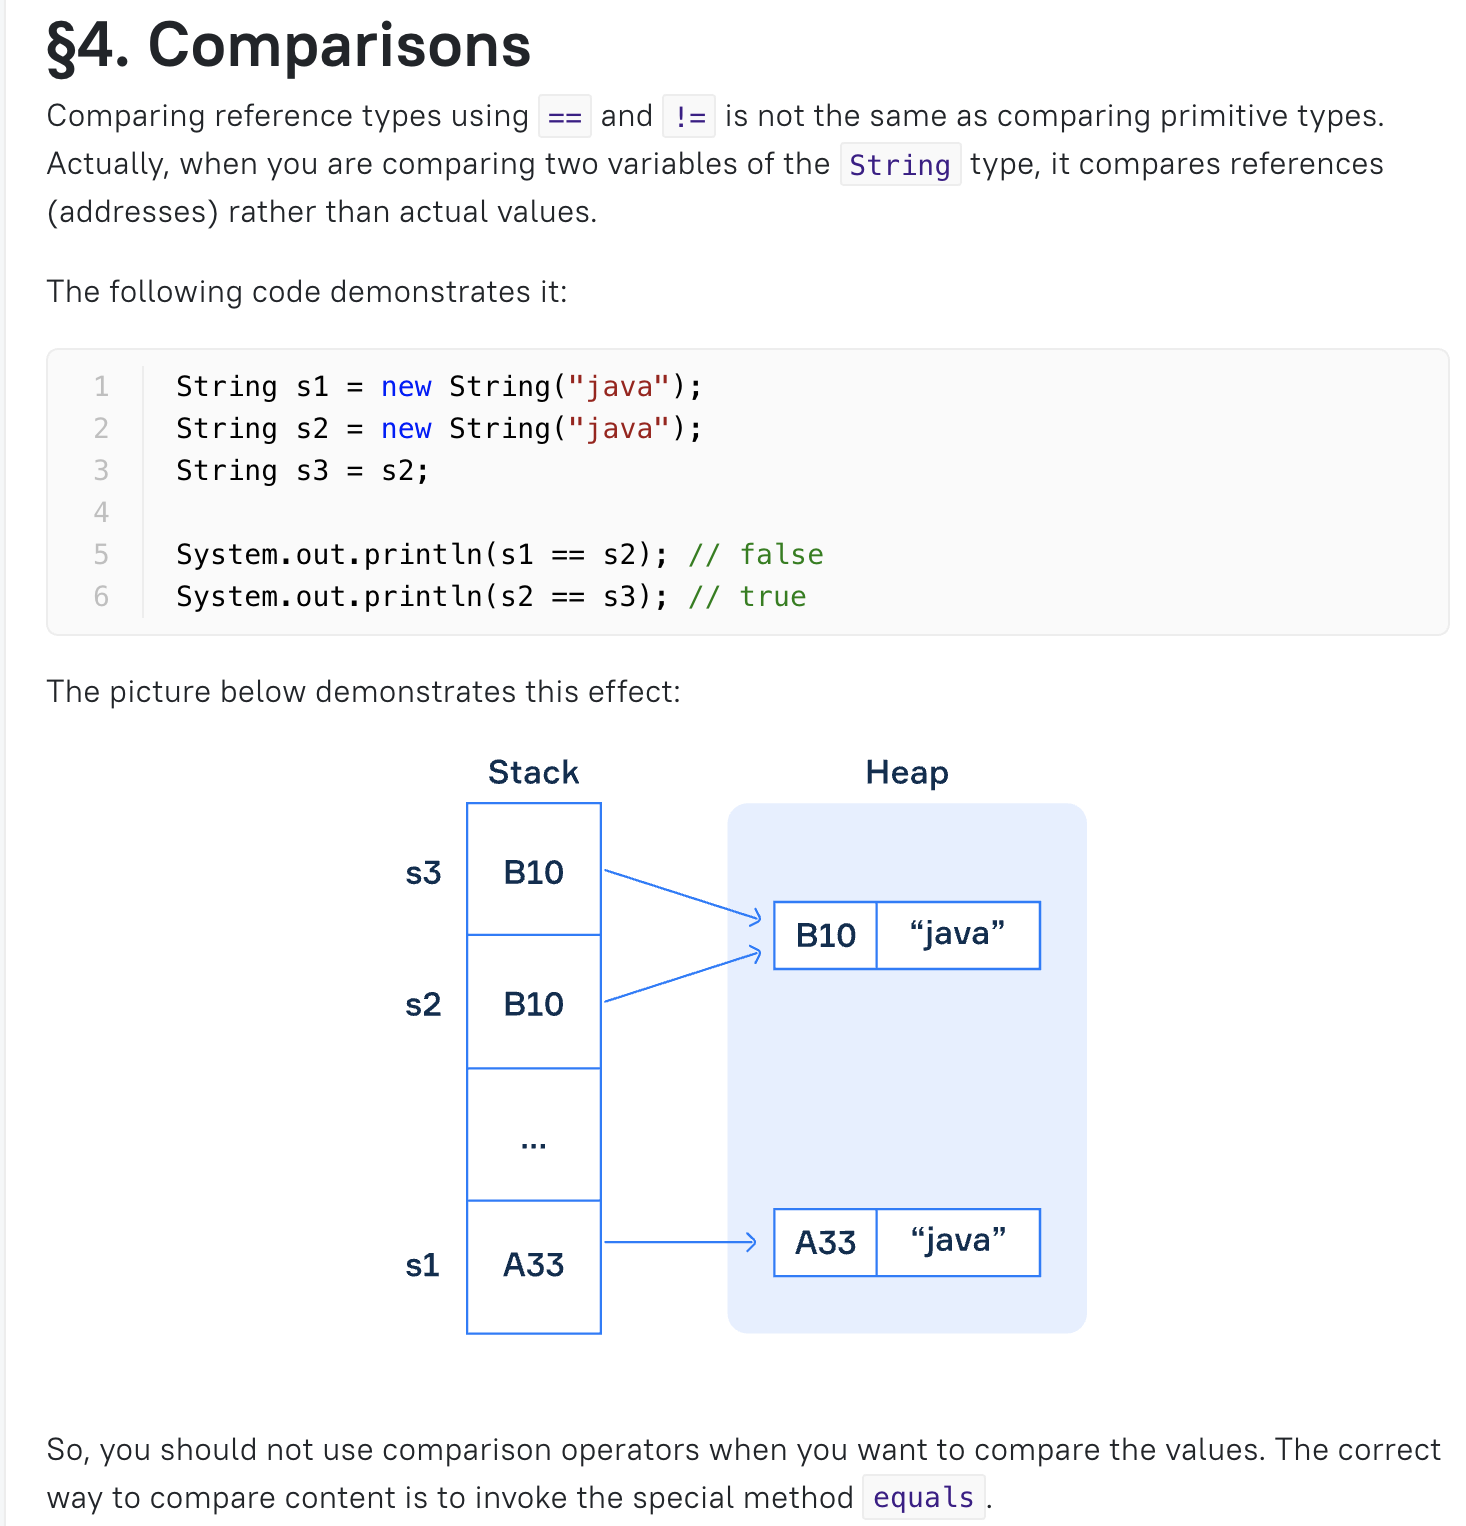 §4. Comparisons
Comparing reference types using == and != is not the same as comparing primitive types.
Actually, when you are comparing two variables of the String type, it compares references
(addresses) rather than actual values.
The following code demonstrates it:
1 String s1 = new String("java");
2 String s2 = new String("java");
3 String s3 = s2;
4
5 System.out.println(s1 == s2); // false
6 System.out.println(s2 == s3); // true
The picture below demonstrates this effect:
Stack Heap
s3 B10
B10 “java”
s2 B10
...
A33 “java”
s1 A33
So, you should not use comparison operators when you want to compare the values. The correct
way to compare content is to invoke the special method equals.